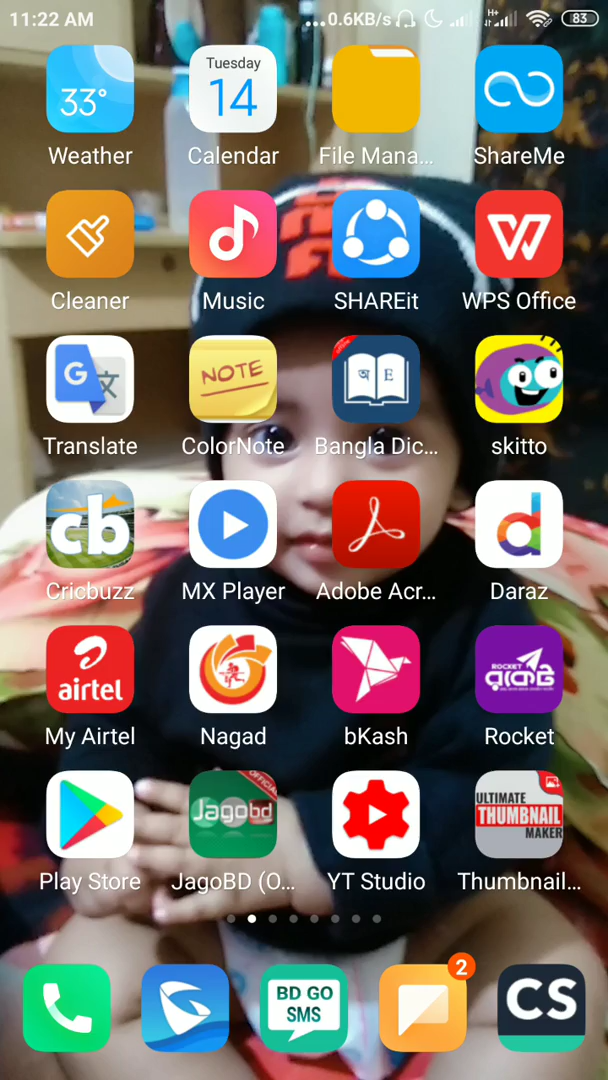 11:22 AM ...0.6KB/s H+ 83
Tuesday
33° 14
Weather Calendar File Mana... ShareMe
Cleaner Music SHAREit WPS Office
G 文 NOTE অ E
Translate ColorNote Bangla Dic... skitto
cb d
Cricbuzz MX Player Adobe Acr... Daraz
airtel ROCKET রকেট
My Airtel Nagad bKash Rocket
OFFICIAL
Jagobd ULTIMATE
THUMBNAIL
MAKER
Play Store JagoBD (O... YT Studio Thumbnail...
2
BD GO
SMS
CS